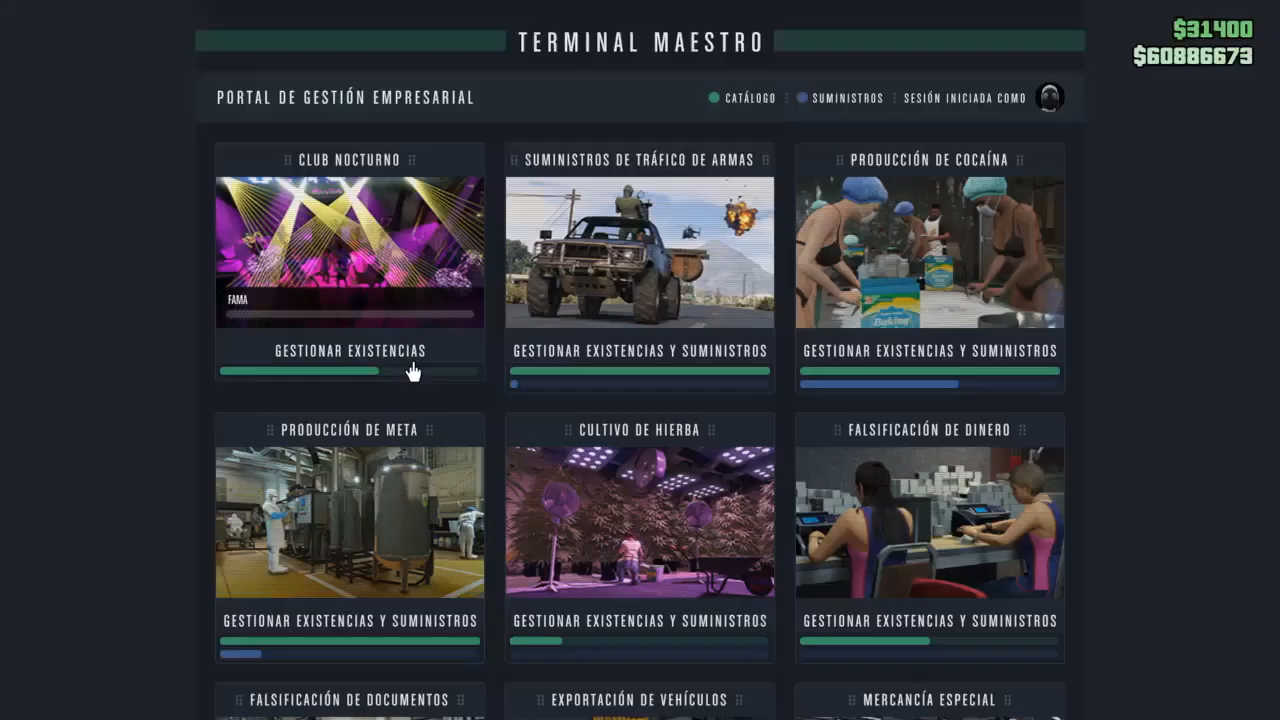 $31400
TERMINAL MAESTRO
$60886673
PORTAL DE GESTIÓN EMPRESARIAL
CATÁLOGO
SUMINISTROS
SESIÓN INICIADA COMO
CLUB NOCTURNO
SUMINISTROS DE TRÁFICO DE ARMAS
PRODUCCIÓN DE COCAÍNA
FAMA
Baking
GESTIONAR EXISTENCIAS
GESTIONAR EXISTENCIAS Y SUMINISTROS
GESTIONAR EXISTENCIAS Y SUMINISTROS
PRODUCCIÓN DE META
CULTIVO DE HIERBA
FALSIFICACIÓN DE DINERO
GESTIONAR EXISTENCIAS Y SUMINISTROS
GESTIONAR EXISTENCIAS Y SUMINISTROS
GESTIONAR EXISTENCIAS Y SUMINISTROS
FALSIFICACIÓN DE DOCUMENTOS
EXPORTACIÓN DE VEHÍCULOS
MERCANCÍA ESPECIAL